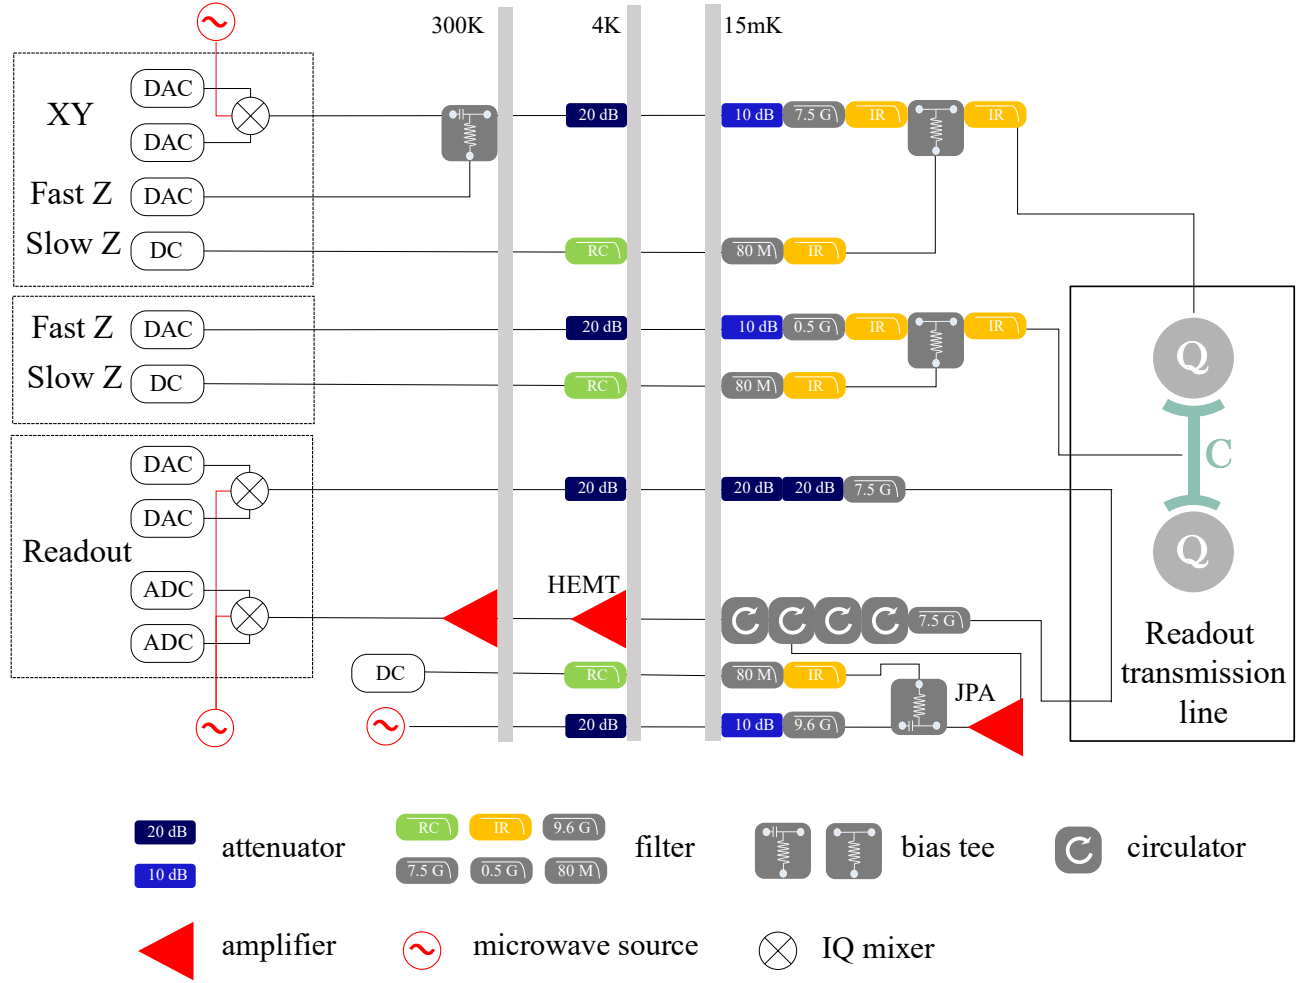 300K 4K 15mK
XY DAC
DAC
20 dB 10 dB 7.5 G IR IR
Fast Z DAC
Slow Z DC RC 80 M IR
Fast Z DAC 20 dB 10 dB 0.5 G IR IR
Slow Z DC RC 80 M IR
Q
C
Q
DAC
DAC
20 dB 20 dB 20 dB 7.5 G
Readout
ADC
ADC
HEMT
7.5 G
DC RC 80 M IR
JPA
20 dB 10 dB 9.6 G
Readout
transmission
line
20 dB
10 dB
attenuator
RC IR 9.6 G
7.5 G 0.5 G 80 M
filter
bias tee
circulator
amplifier
microwave source
IQ mixer